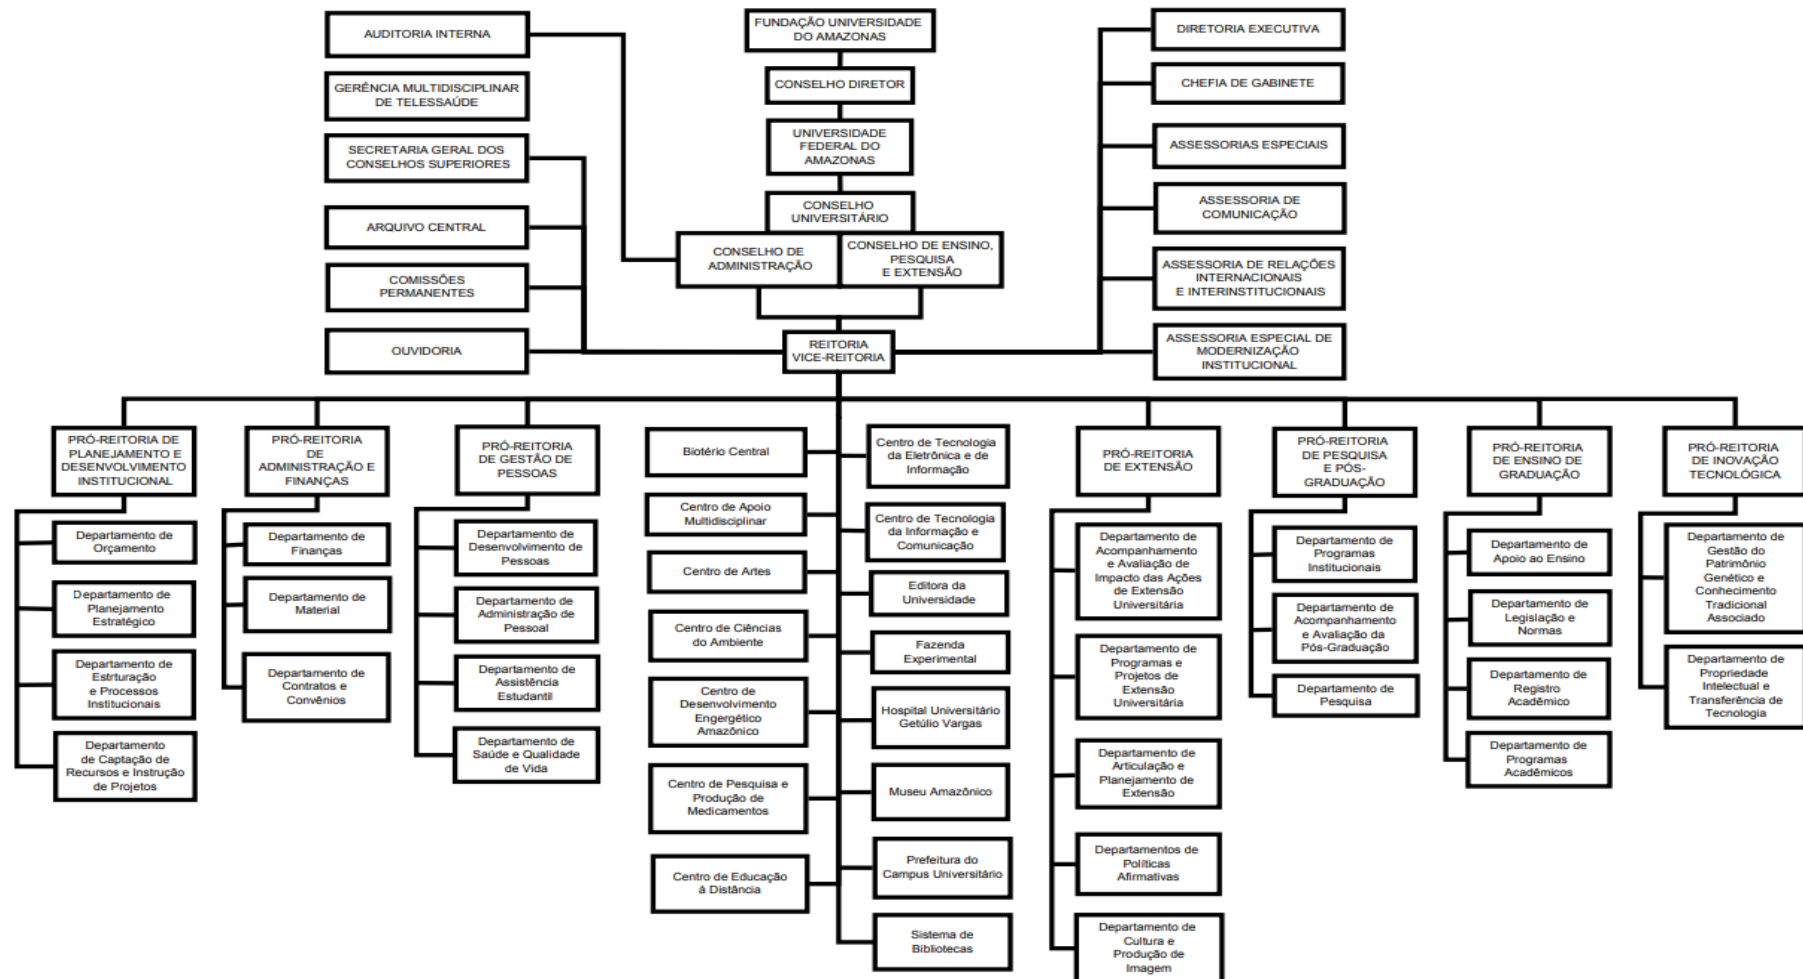 AUDITORIA INTERNA
GERÊNCIA MULTIDISCIPLINAR
DE TELESSAÚDE
SECRETARIA GERAL DOS
CONSELHOS SUPERIORES
ARQUIVO CENTRAL
COMISSÕES
PERMANENTES
OUVIDORIA
FUNDAÇÃO UNIVERSIDADE
DO AMAZONAS
CONSELHO DIRETOR
UNIVERSIDADE
FEDERAL DO
AMAZONAS
CONSELHO
UNIVERSITÁRIO
CONSELHO DE
ADMINISTRAÇÃO
CONSELHO DE ENSINO,
PESQUISA
E EXTENSÃO
REITORIA
VICE-REITORIA
DIRETORIA EXECUTIVA
CHEFIA DE GABINETE
ASSESSORIAS ESPECIAIS
ASSESSORIA DE
COMUNICAÇÃO
ASSESSORIA DE RELAÇÕES
INTERNACIONAIS
E INTERINSTITUCIONAIS
ASSESSORIA ESPECIAL DE
MODERNIZAÇÃO
INSTITUCIONAL
PRÓ-REITORIA DE
PLANEJAMENTO E
DESENVOLVIMENTO
INSTITUCIONAL
Departamento de
Orçamento
Departamento de
Planejamento
Estratégico
Departamento de
Estrturação
e Processos
Institucionais
Departamento
de Captação de
Recursos e Instrução
de Projetos
PRÓ-REITORIA
DE
ADMINISTRAÇÃO E
FINANÇAS
Departamento de
Finanças
Departamento de
Material
Departamento de
Contratos e
Convênios
PRÓ-REITORIA
DE GESTÃO DE
PESSOAS
Departamento de
Desenvolvimento de
Pessoas
Departamento de
Administração de
Pessoal
Departamento de
Assistência
Estudantil
Departamento de
Saúde e Qualidade
de Vida
Biotério Central
Centro de Apoio
Multidisciplinar
Centro de Artes
Centro de Ciências
do Ambiente
Centro de
Desenvolvimento
Engergético
Amazônico
Centro de Pesquisa e
Produção de
Medicamentos
Centro de Educação
à Distância
Centro de Tecnologia
da Eletrônica e de
Informação
Centro de Tecnologia
da Informação e
Comunicação
Editora da
Universidade
Fazenda
Experimental
Hospital Universitário
Getúlio Vargas
Museu Amazônico
Prefeitura do
Campus Universitário
Sistema de
Bibliotecas
PRÓ-REITORIA
DE EXTENSÃO
Departamento de
Acompanhamento
e Avaliação de
Impacto das Ações
de Extensão
Universitária
Departamento de
Programas e
Projetos de
Extensão
Universitária
Departamento de
Articulação e
Planejamento de
Extensão
Departamentos de
Políticas
Afirmativas
Departamento de
Cultura e
Produção de
Imagem
PRÓ-REITORIA
DE PESQUISA
E PÓS-
GRADUAÇÃO
Departamento de
Programas
Institucionais
Departamento de
Acompanhamento
e Avaliação da
Pós-Graduação
Departamento de
Pesquisa
PRÓ-REITORIA
DE ENSINO DE
GRADUAÇÃO
Departamento de
Apoio ao Ensino
Departamento de
Legislação e
Normas
Departamento de
Registro
Acadêmico
Departamento de
Programas
Acadêmicos
PRÓ-REITORIA
DE INOVAÇÃO
TECNOLÓGICA
Departamento de
Gestão do
Patrimônio
Genético e
Conhecimento
Tradicional
Associado
Departamento de
Propriedade
Intelectual e
Transferência de
Tecnologia